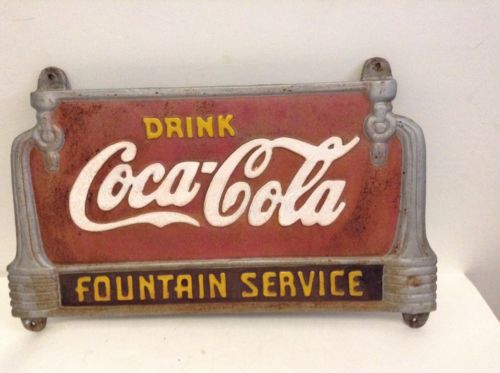 DRINK
Coca-Cola
FOUNTAIN SERVICE